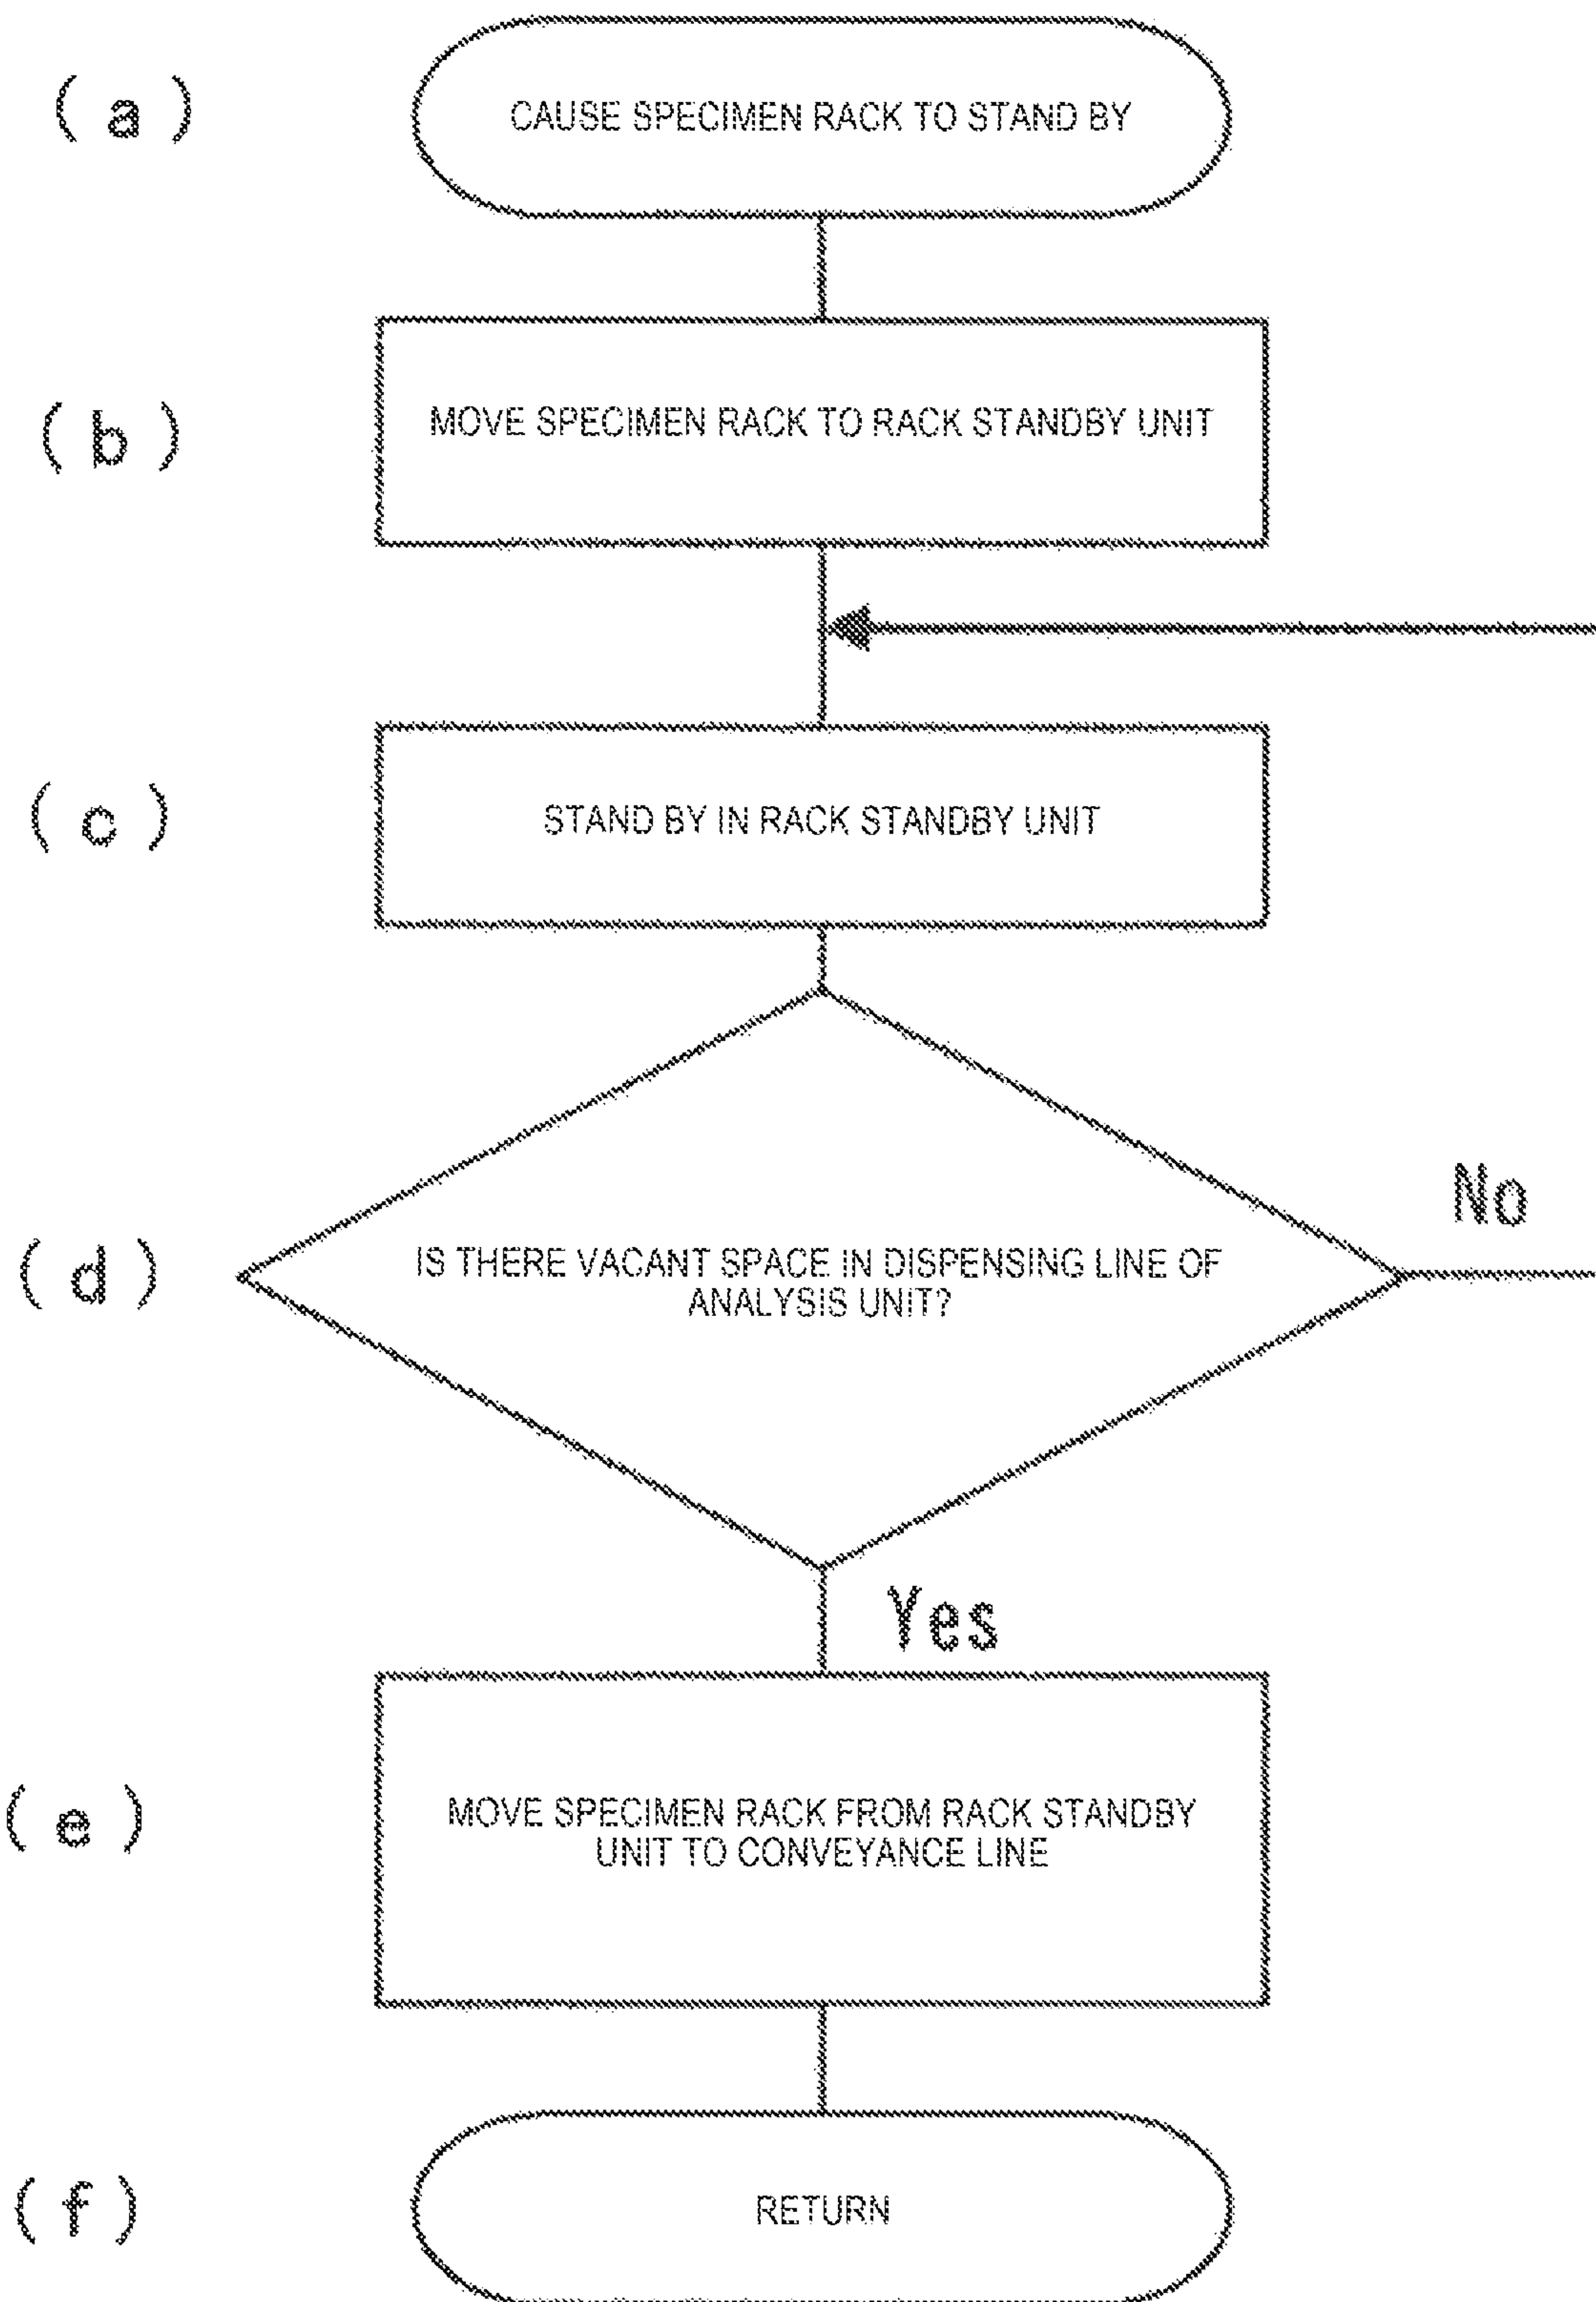 (a)
CAUSE SPECIMEN RACK TO STAND BY
(b)
MOVE SPECIMEN RACK TO RACK STANDBY UNIT
(c)
STAND BY IN RACK STANDBY UNIT
(d)
IS THERE VACANT SPACE IN DISPENSING LINE OF
ANALYSIS UNIT?
No
Yes
(e)
MOVE SPECIMEN RACK FROM RACK STANDBY
UNIT TO CONVEYANCE LINE
(f)
RETURN